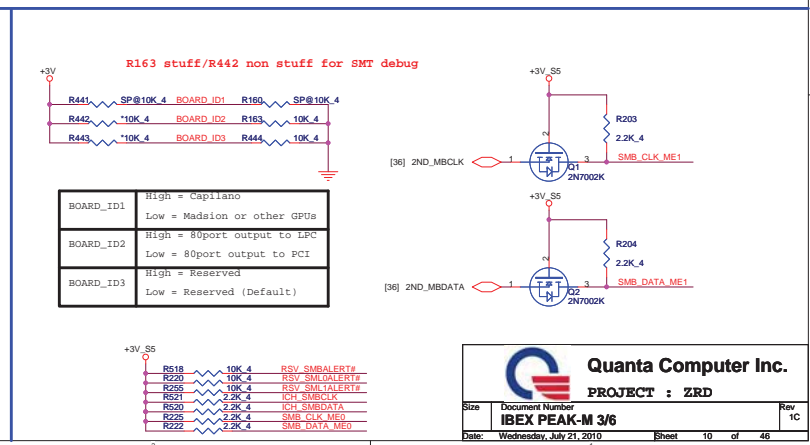 R163 stuff/R442 non stuff for SMT debug
+3V
R441 SP@10K_4 BOARD_ID1 R160 SP@10K_4
R442 *10K_4 BOARD_ID2 R163 10K_4
R443 *10K_4 BOARD_ID3 R444 10K_4
BOARD_ID1
High = Capilano
Low = Madsion or other GPUs
BOARD_ID2
High = 80port output to LPC
Low = 80port output to PCI
BOARD_ID3
High = Reserved
Low = Reserved (Default)
+3V_S5
R203
2.2K_4
2
[36] 2ND_MBCLK 1 3 SMB_CLK_ME1
Q1
2N7002K
+3V_S5
R204
2.2K_4
2
[36] 2ND_MBDATA 1 3 SMB_DATA_ME1
Q2
2N7002K
+3V_S5
R518 10K_4 RSV_SMBALERT#
R220 10K_4 RSV_SML0ALERT#
R255 10K_4 RSV_SML1ALERT#
R521 2.2K_4 ICH_SMBCLK
R520 2.2K_4 ICH_SMBDATA
R225 2.2K_4 SMB_CLK_ME0
R222 2.2K_4 SMB_DATA_ME0
Quanta Computer Inc.
PROJECT : ZRD
Size Document Number Rev
IBEX PEAK-M 3/6 1C
Date: Wednesday, July 21, 2010 Sheet 10 of 46